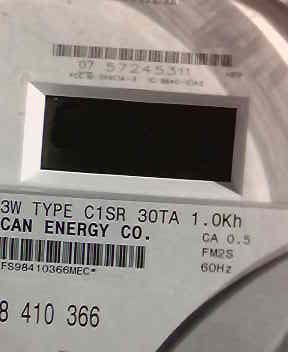 07 57245311
3W TYPE C1SR 30TA 1.0Kh
CAN ENERGY CO.
CA 0.5
FM2S
60Hz
FS98410366MEC*
8 410 366